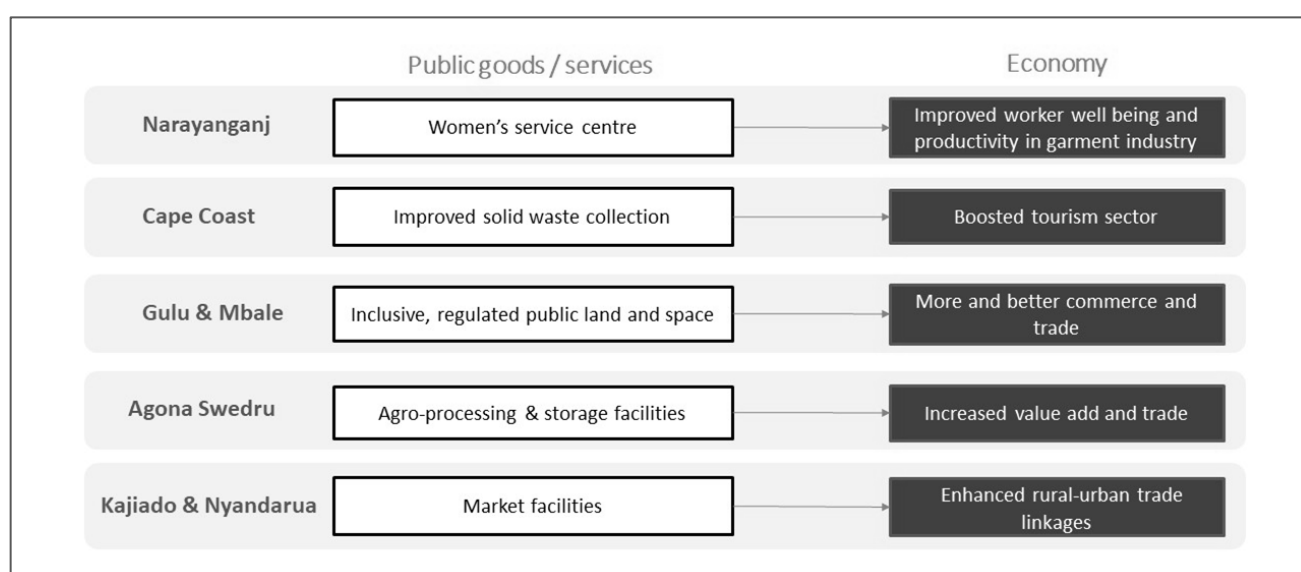 Public goods / services
Economy
Narayanganj
Women's service centre
Improved worker well being and
productivity in garment industry
Cape Coast
Improved solid waste collection
Boosted tourism sector
Gulu & Mbale
Inclusive, regulated public land and space
More and better commerce and
trade
Agona Swedru
Agro-processing & storage facilities
Increased value add and trade
Kajiado & Nyandarua
Market facilities
Enhanced rural-urban trade
linkages